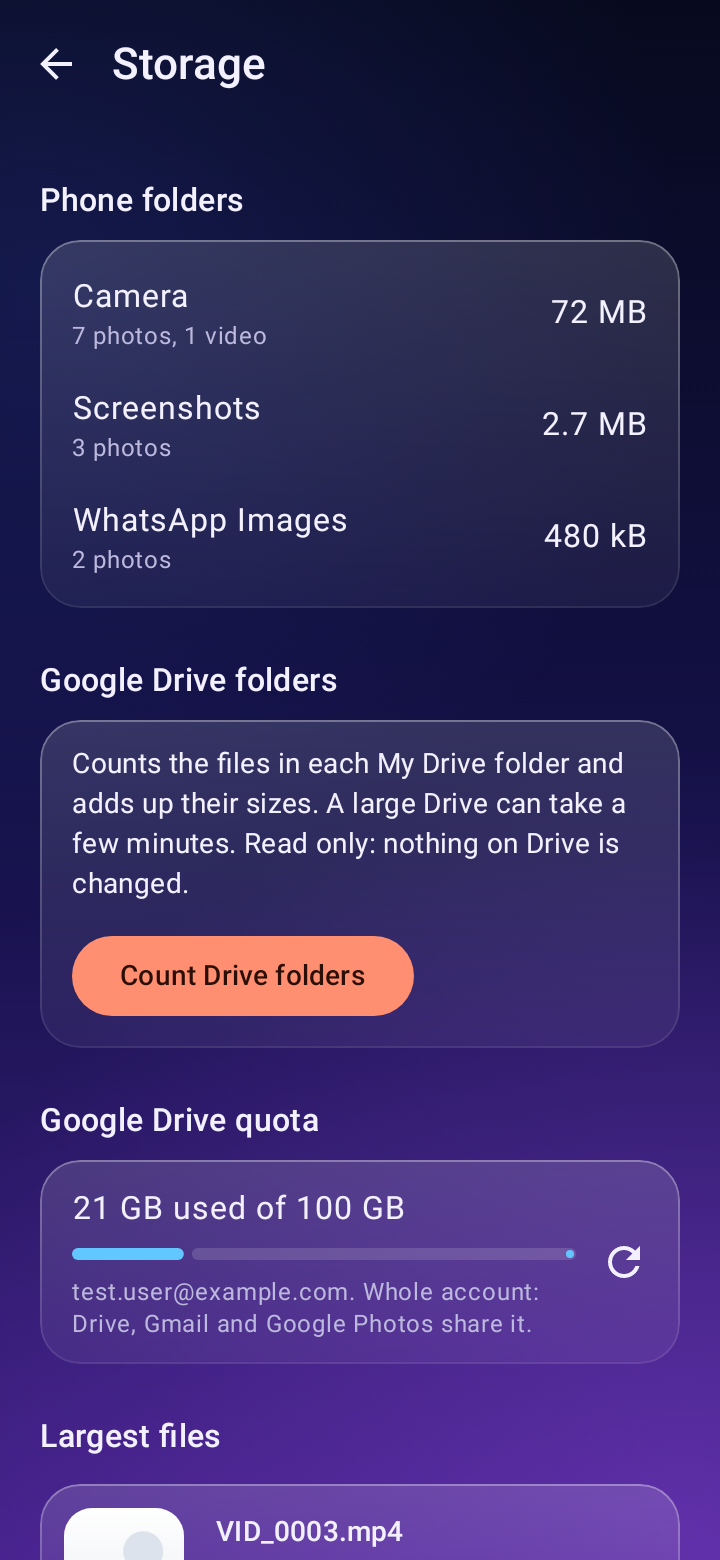 Storage
Phone folders
Camera
7 photos, 1 video
72 MB
Screenshots
3 photos
2.7 MB
WhatsApp Images
2 photos
480 kB
Google Drive folders
Counts the files in each My Drive folder and
adds up their sizes. A large Drive can take a
few minutes. Read only: nothing on Drive is
changed.
Count Drive folders
Google Drive quota
21 GB used of 100 GB
test.user@example.com. Whole account:
Drive, Gmail and Google Photos share it.
Largest files
VID_0003.mp4